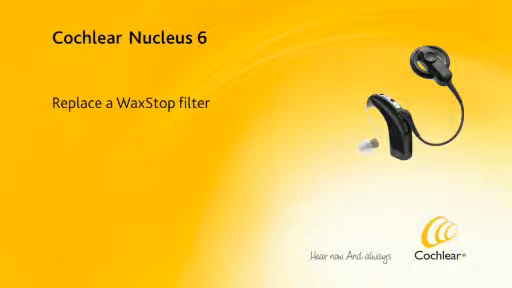 Cochlear Nucleus 6
Replace a WaxStop filter
Hear now. And always
Cochlear®